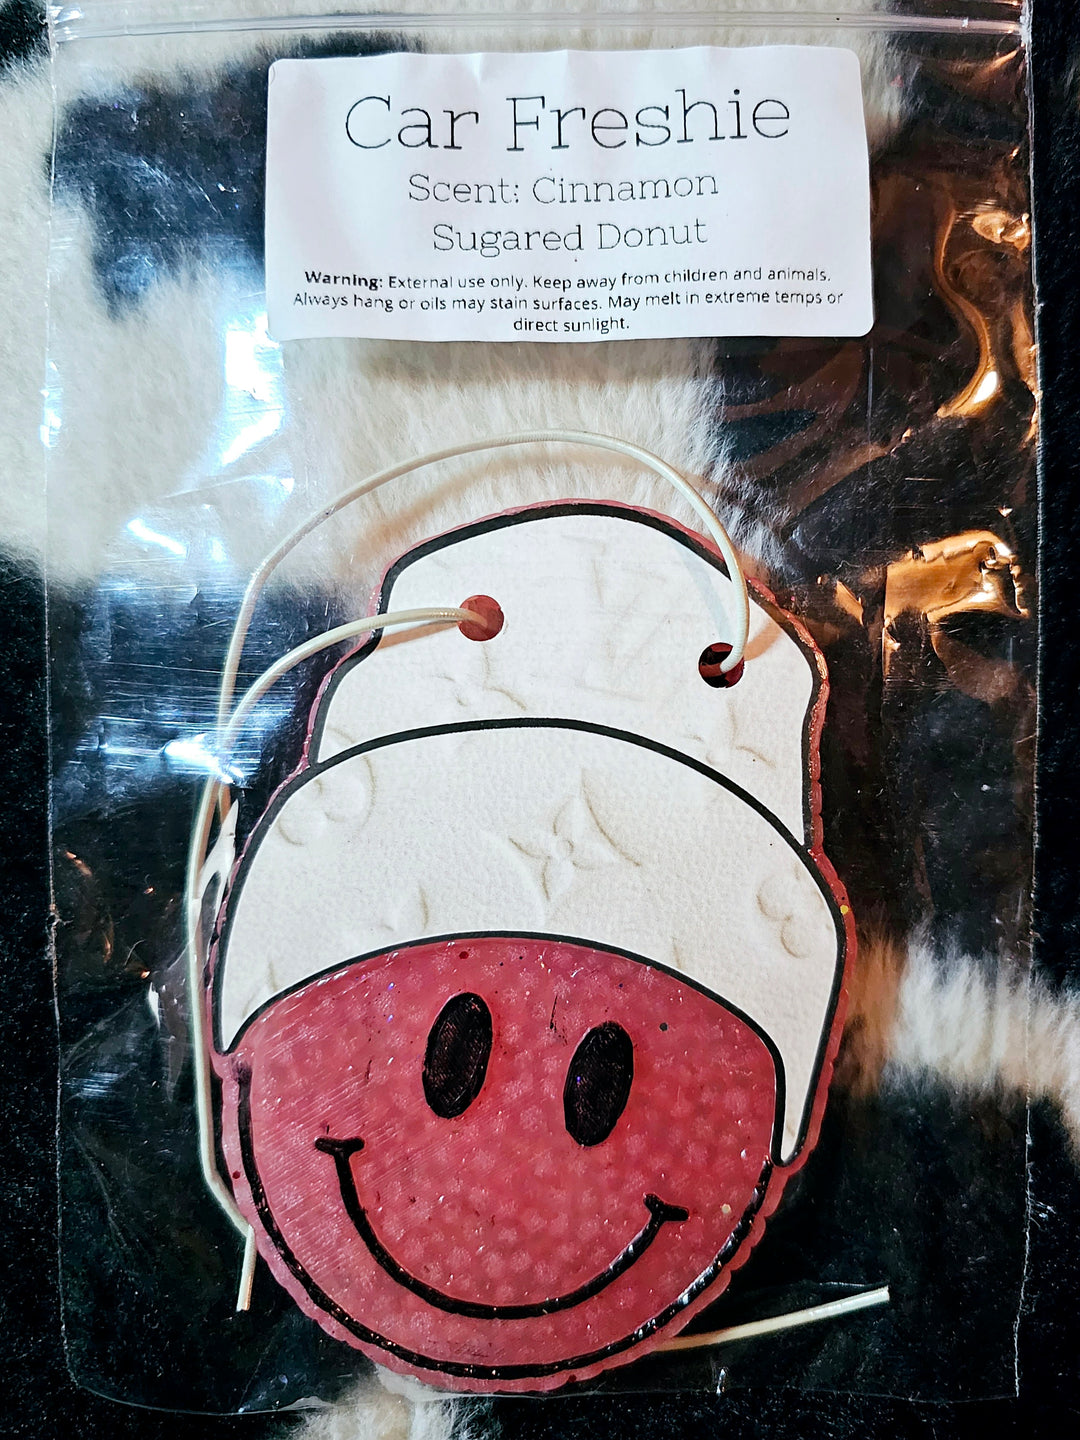 Car Freshie
Scent: Cinnamon
Sugared Donut
Warning: External use only. Keep away from children and animals.
Always hang or oils may stain surfaces. May melt in extreme temps or
direct sunlight.